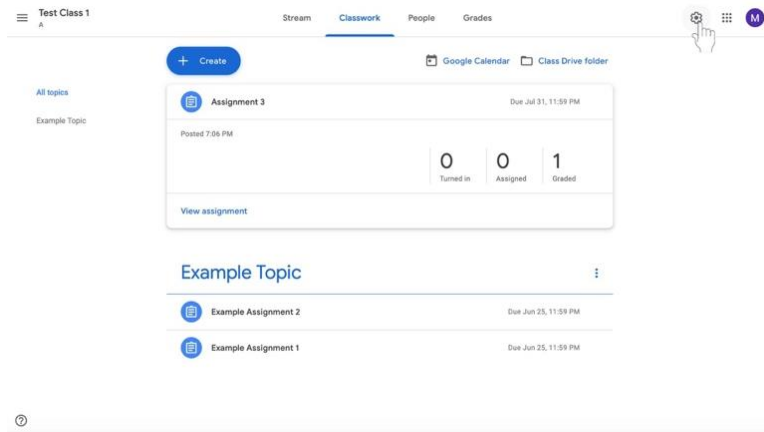 Test Class 1
A
Stream Classwork People Grades
M
+ Create
Google Calendar Class Drive folder
All topics
Example Topic
Assignment 3 Due Jul 31, 11:59 PM
Posted 7:06 PM
0 0 1
Turned in Assigned Graded
View assignment
Example Topic
Example Assignment 2 Due Jun 25, 11:59 PM
Example Assignment 1 Due Jun 25, 11:59 PM
?